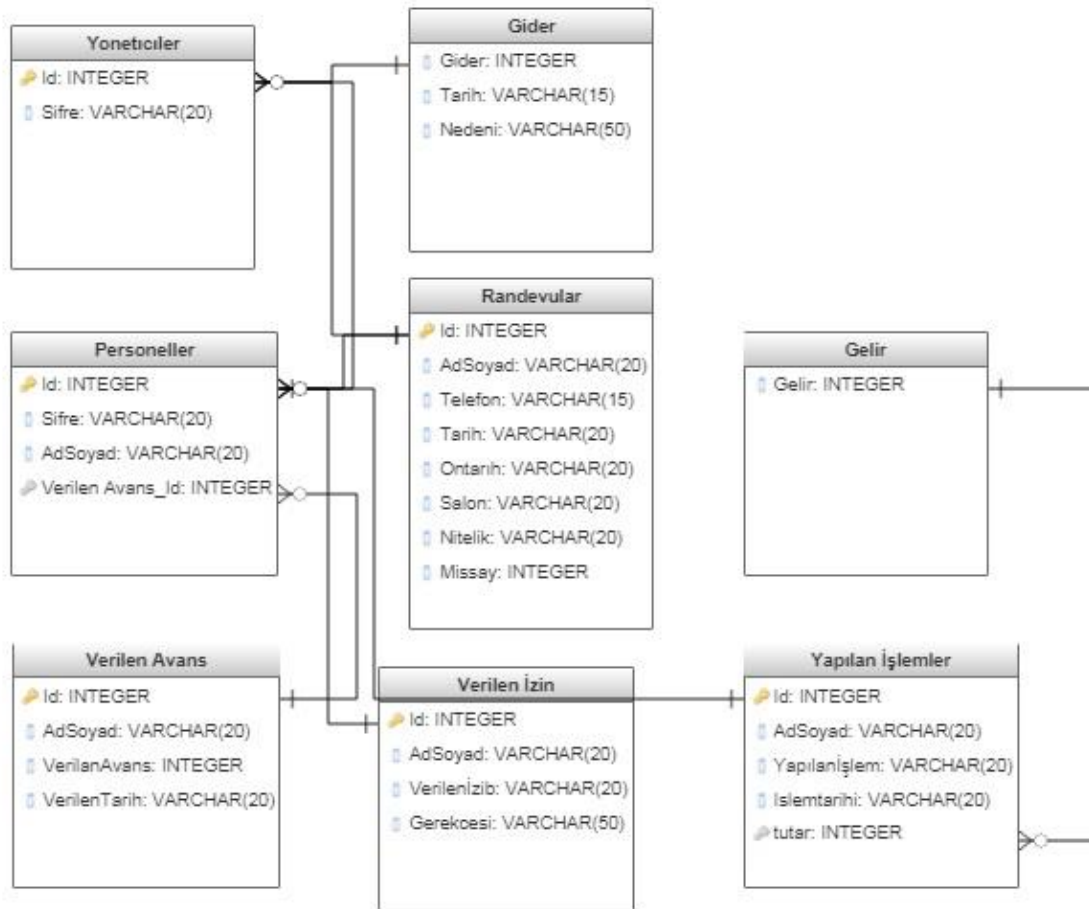 Yonetıcıler
Id: INTEGER
Sifre: VARCHAR(20)
Gider
Gider: INTEGER
Tarih: VARCHAR(15)
Nedeni: VARCHAR(50)
Personeller
Id: INTEGER
Sifre: VARCHAR(20)
AdSoyad: VARCHAR(20)
Verilen Avans_Id: INTEGER
Randevular
Id: INTEGER
AdSoyad: VARCHAR(20)
Telefon: VARCHAR(15)
Tarih: VARCHAR(20)
Ontarıh: VARCHAR(20)
Salon: VARCHAR(20)
Nitelik: VARCHAR(20)
Missay: INTEGER
Gelir
Gelir: INTEGER
Verilen Avans
Id: INTEGER
AdSoyad: VARCHAR(20)
VerilanAvans: INTEGER
VerilenTarih: VARCHAR(20)
Verilen İzin
Id: INTEGER
AdSoyad: VARCHAR(20)
Verilenİzib: VARCHAR(20)
Gerekcesi: VARCHAR(50)
Yapılan İşlemler
Id: INTEGER
AdSoyad: VARCHAR(20)
Yapılanİşlem: VARCHAR(20)
Islemtarihi: VARCHAR(20)
tutar: INTEGER